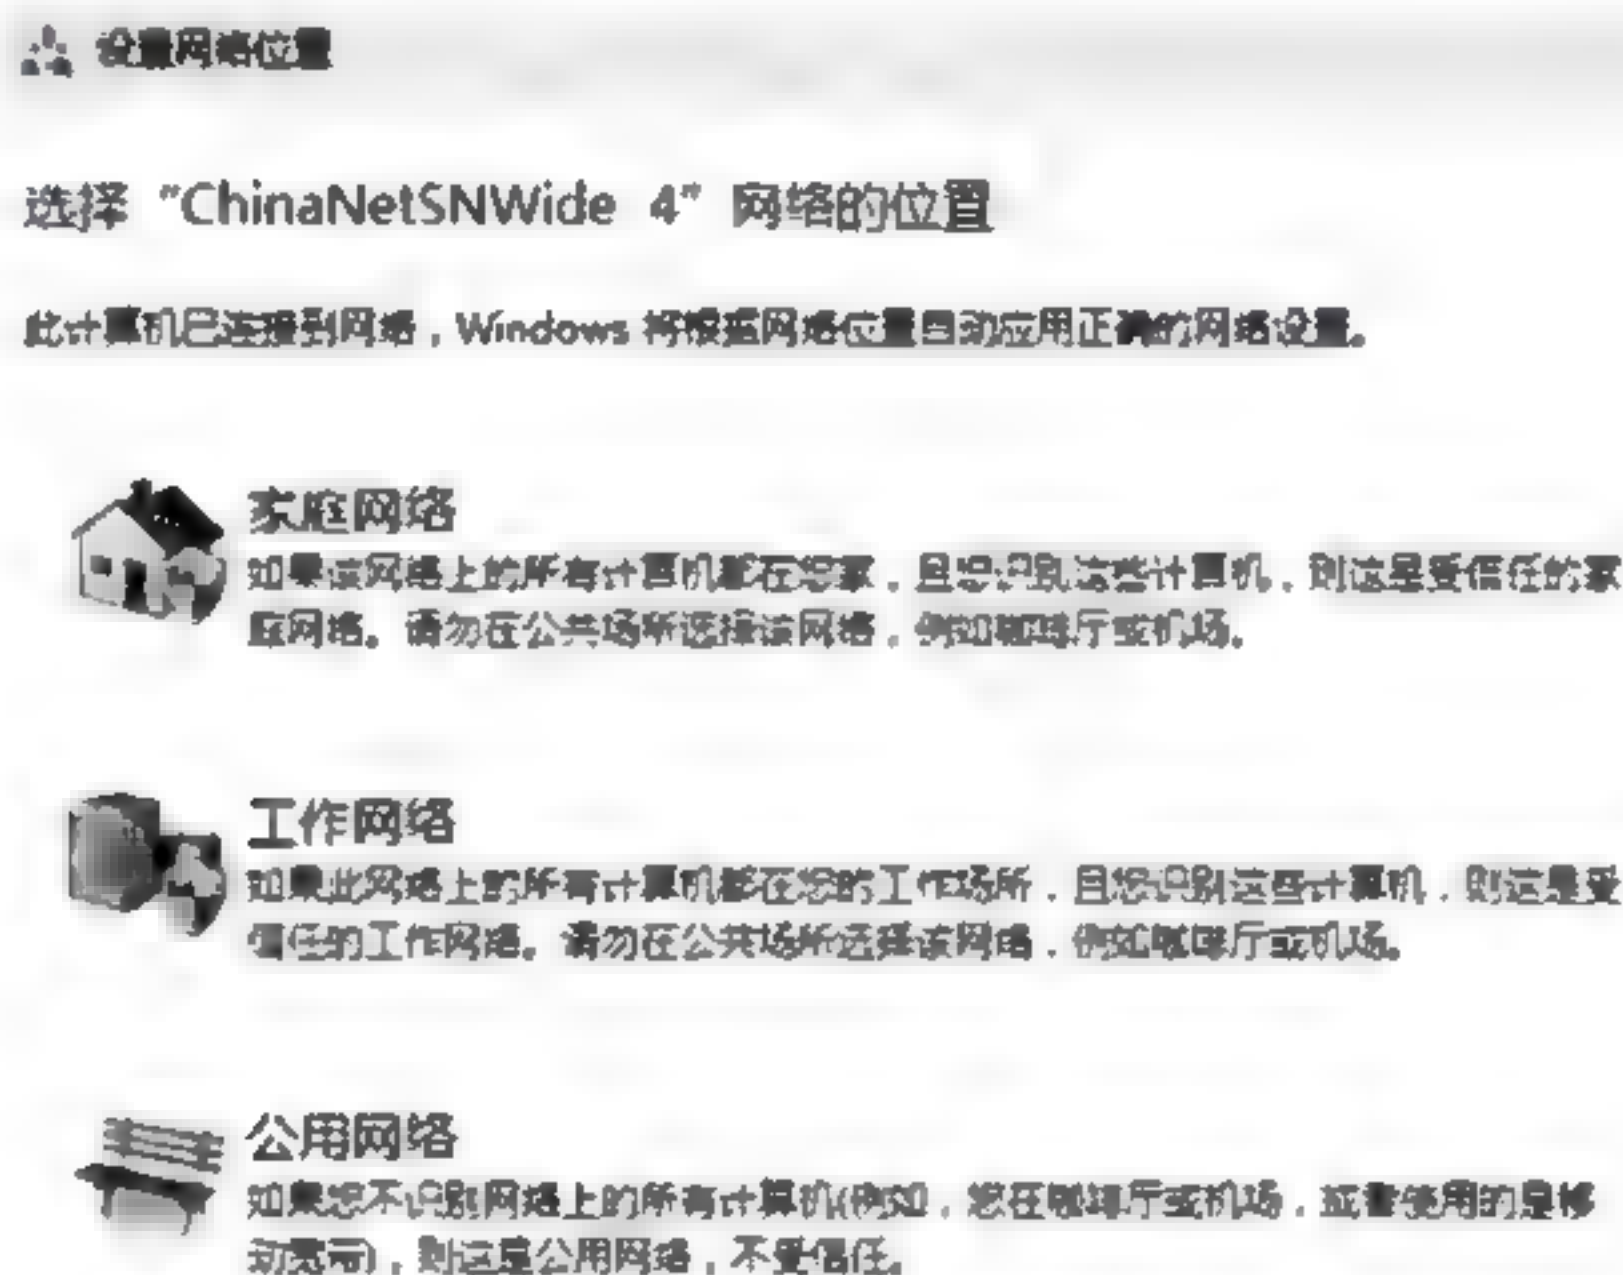 设置网络位置
选择 “ChinaNetSNWide 4” 网络的位置
此计算机已连接到网络，Windows 将根据网络位置自动应用正确的网络设置。
家庭网络
如果该网络上的所有计算机都在您家，且您识别这些计算机，则这是受信任的家
庭网络。请勿在公共场所选择该网络，例如咖啡厅或机场。
工作网络
如果此网络上的所有计算机都在您的工作场所，且您识别这些计算机，则这是受
信任的工作网络。请勿在公共场所选择该网络，例如咖啡厅或机场。
公用网络
如果您不识别网络上的所有计算机(例如，您在咖啡厅或机场，或者使用的是移
动宽带)，则这是公用网络，不受信任。